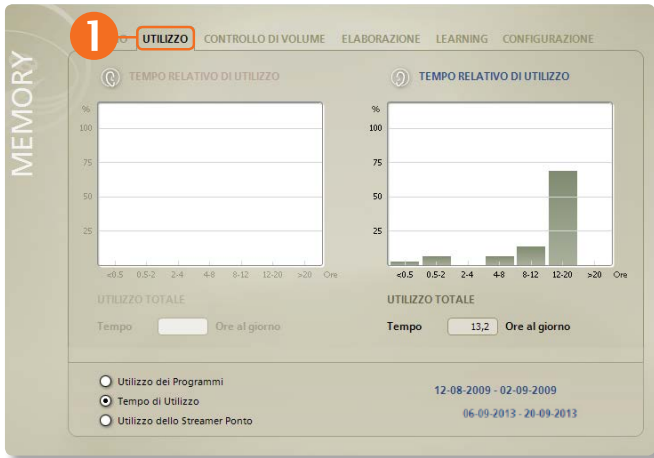 MEMORY
1 O UTILIZZO CONTROLLO DI VOLUME ELABORAZIONE LEARNING CONFIGURAZIONE
TEMPO RELATIVO DI UTILIZZO
%
100
75
50
25
<0.5 0.5-2 2-4 4-8 8-12 12-20 >20 Ore
UTILIZZO TOTALE
Tempo Ore al giorno
TEMPO RELATIVO DI UTILIZZO
%
100
75
50
25
<0.5 0.5-2 2-4 4-8 8-12 12-20 >20 Ore
UTILIZZO TOTALE
Tempo 13,2 Ore al giorno
Utilizzo dei Programmi
Tempo di Utilizzo
Utilizzo dello Streamer Ponto
12-08-2009 - 02-09-2009
06-09-2013 - 20-09-2013